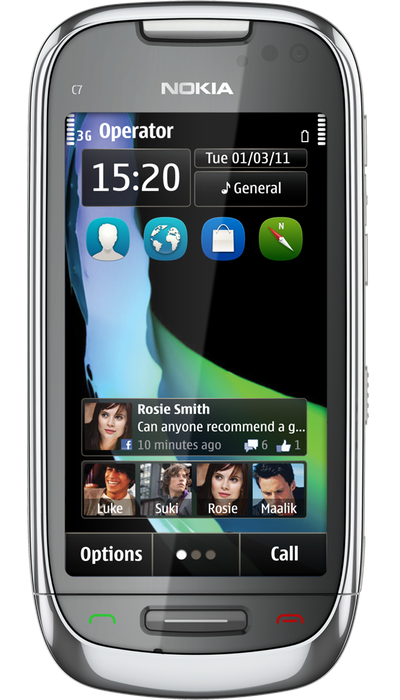 C7
NOKIA
3G Operator
15:20
Tue 01/03/11
General
N
Rosie Smith
Can anyone recommend a g...
f 10 minutes ago 6 1
Luke Suki Rosie Maalik
Options Call